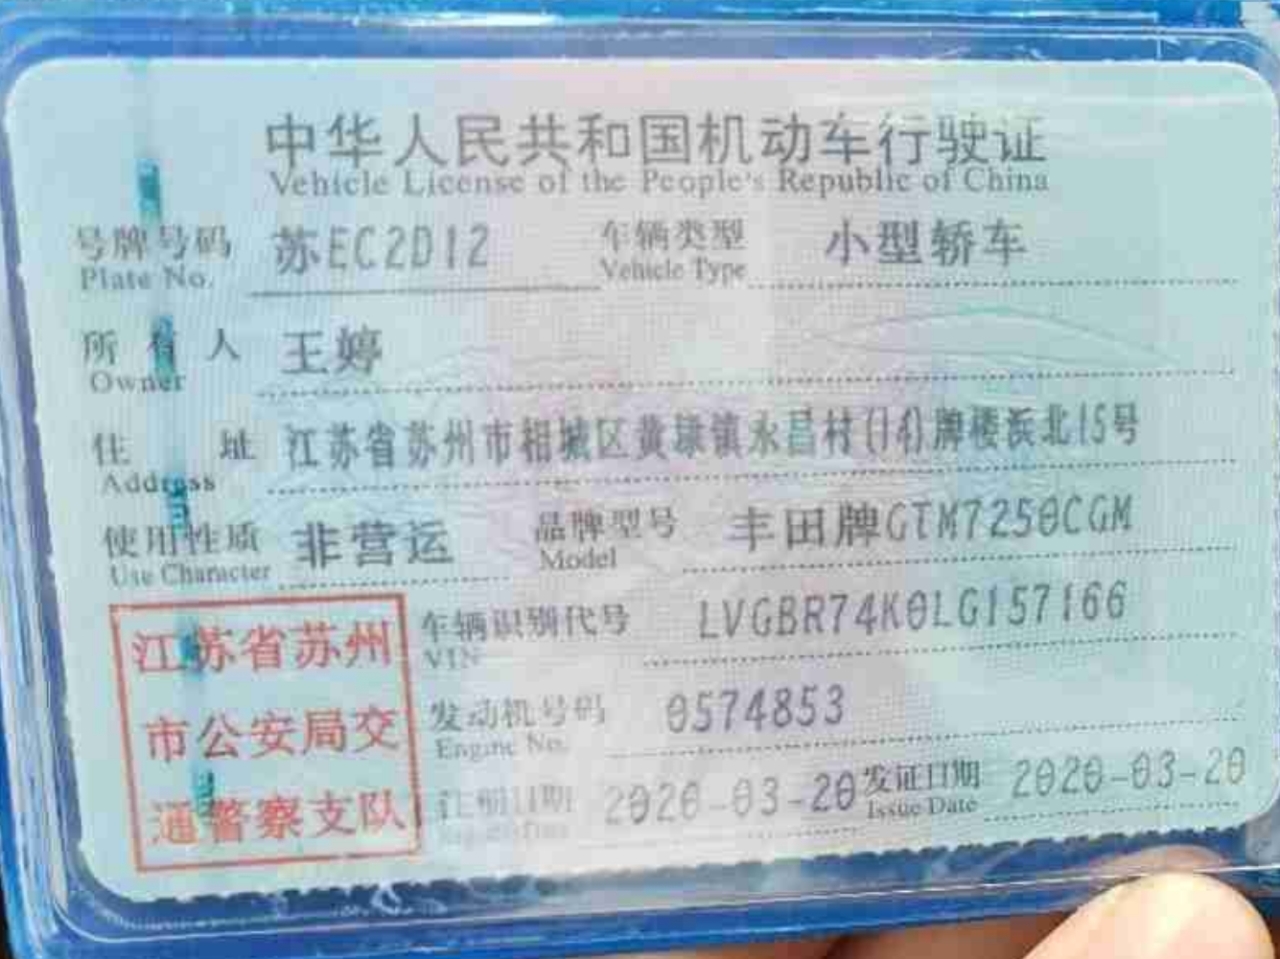 中华人民共和国机动车行驶证
Vehicle License of the People's Republic of China
号牌号码 苏EC2D12 车辆类型 小型轿车
Plate No. Vehicle Type
所有人 王婷
Owner
住址 江苏省苏州市相城区黄埭镇永昌村(14)牌楼浜北15号
Address
使用性质 非营运 品牌型号 丰田牌GTM7250CGM
Use Character Model
车辆识别代号 LVGBR74K0LG157166
VIN
发动机号码 0574853
Engine No.
注册日期 2020-03-20 发证日期 2020-03-20
Issue Date
江苏省苏州
市公安局交
通警察支队